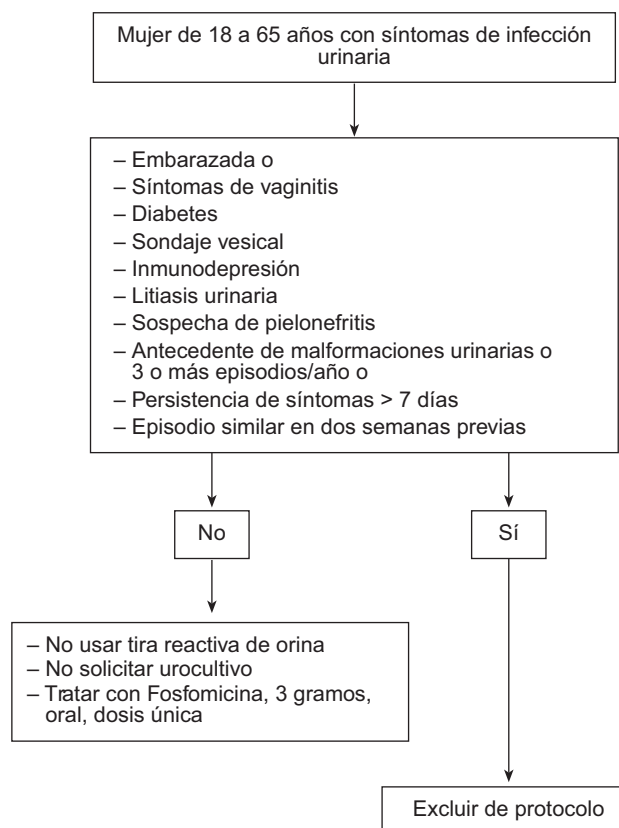 Mujer de 18 a 65 años con síntomas de infección
urinaria
– Embarazada o
– Síntomas de vaginitis
– Diabetes
– Sondaje vesical
– Inmunodepresión
– Litiasis urinaria
– Sospecha de pielonefritis
– Antecedente de malformaciones urinarias o
3 o más episodios/año o
– Persistencia de síntomas > 7 días
– Episodio similar en dos semanas previas
No
Sí
– No usar tira reactiva de orina
– No solicitar urocultivo
– Tratar con Fosfomicina, 3 gramos,
oral, dosis única
Excluir de protocolo